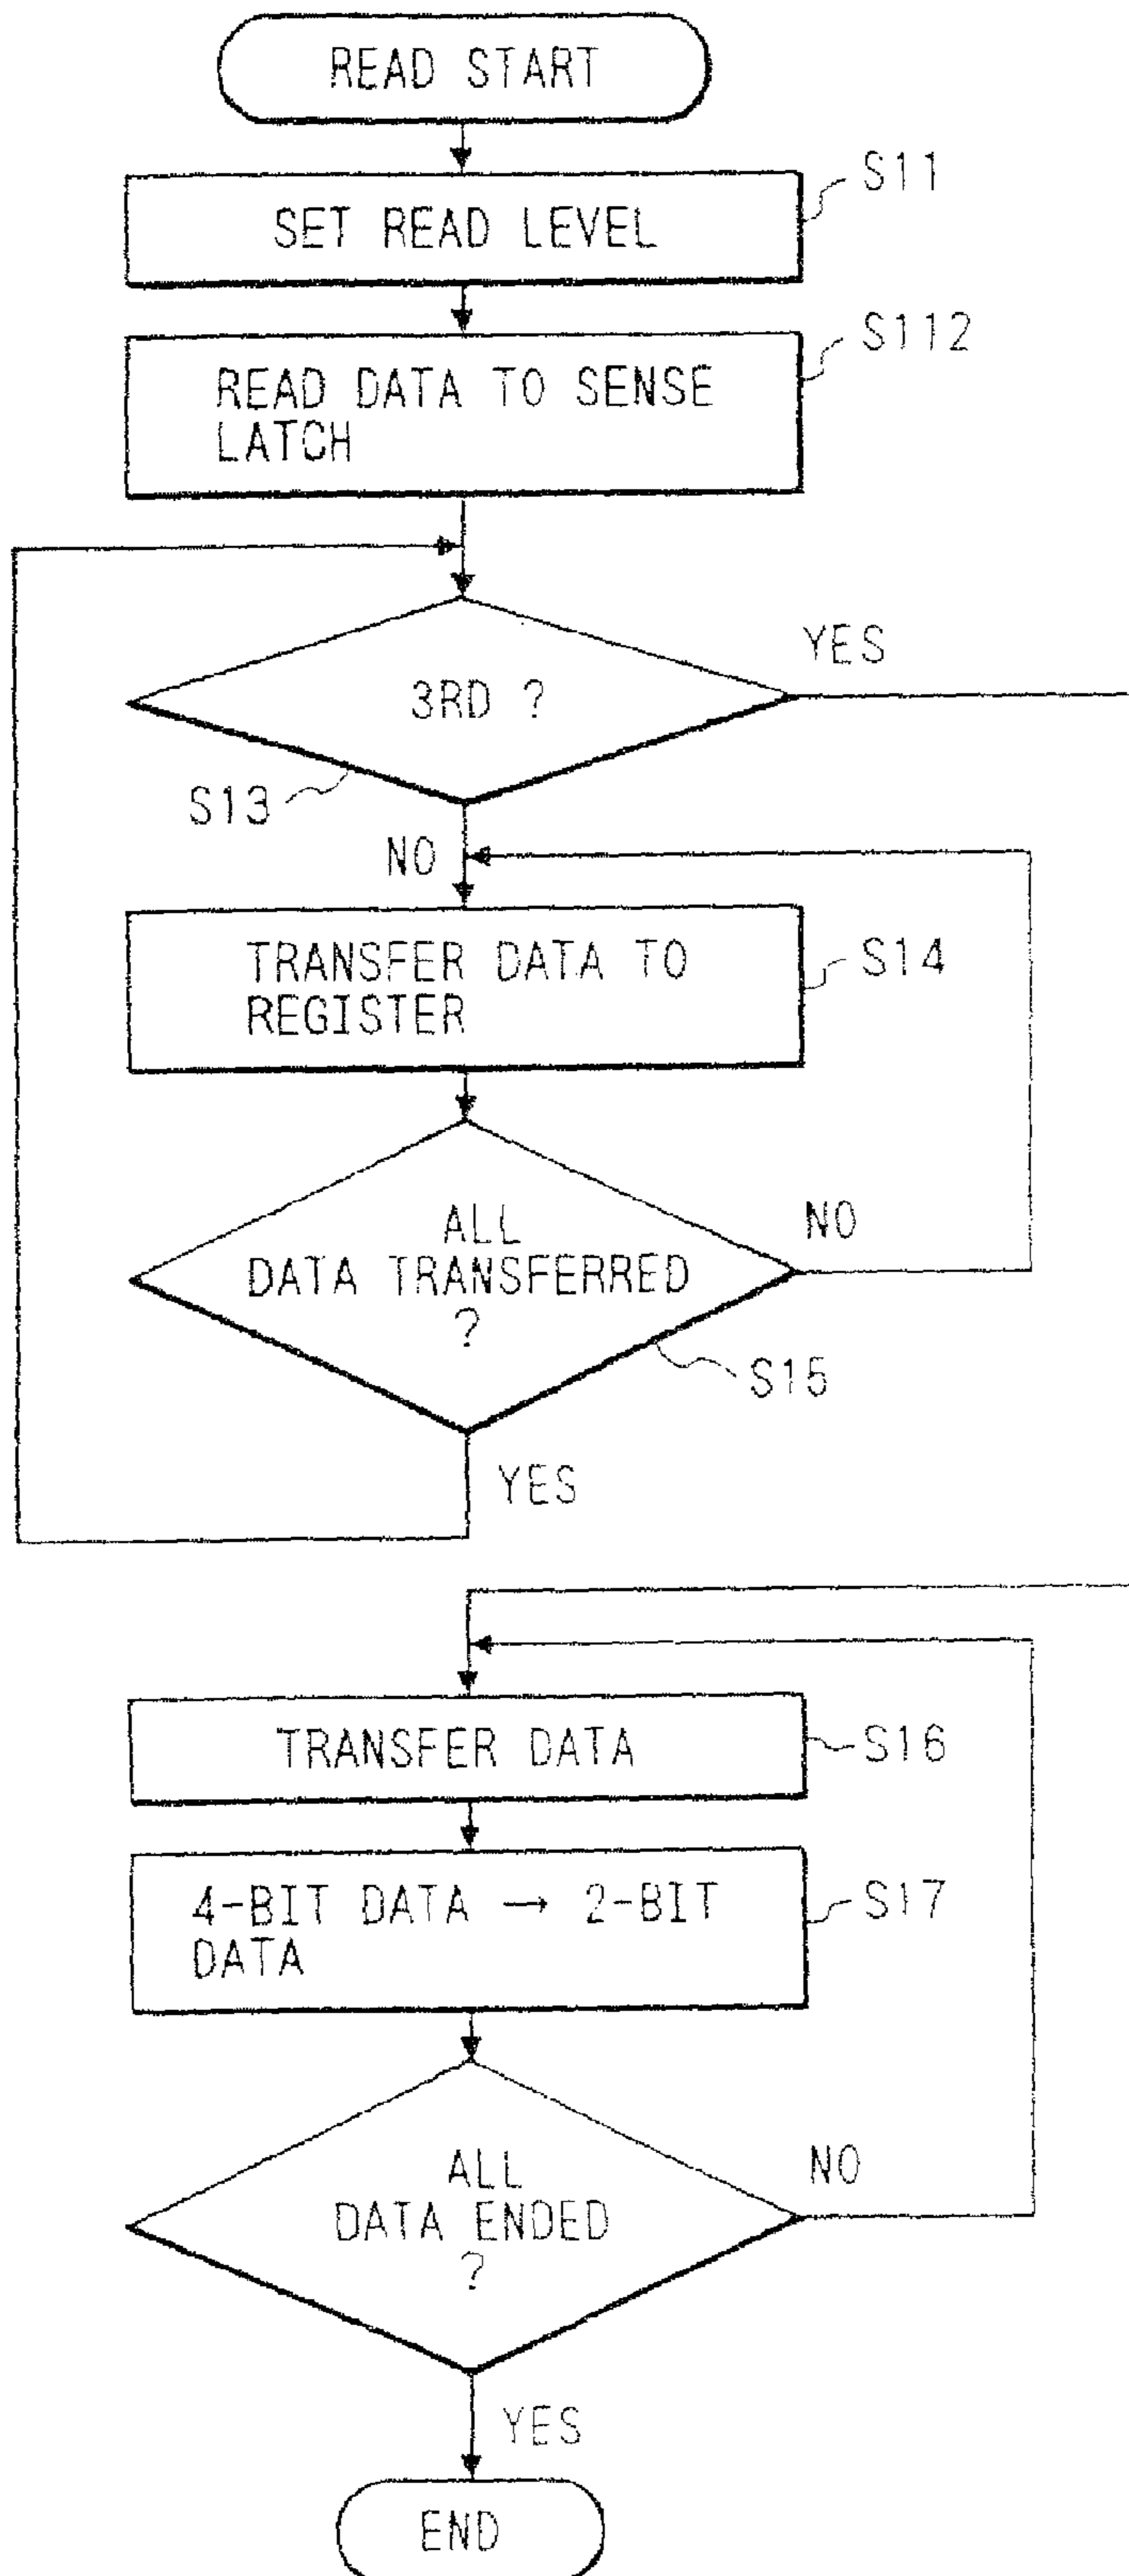 READ START
S11
SET READ LEVEL
S112
READ DATA TO SENSE
LATCH
YES
3RD ?
S13
NO
TRANSFER DATA TO
REGISTER
S14
ALL
DATA TRANSFERRED
?
NO
S15
YES
TRANSFER DATA
S16
4-BIT DATA → 2-BIT
DATA
S17
ALL
DATA ENDED
?
NO
YES
END